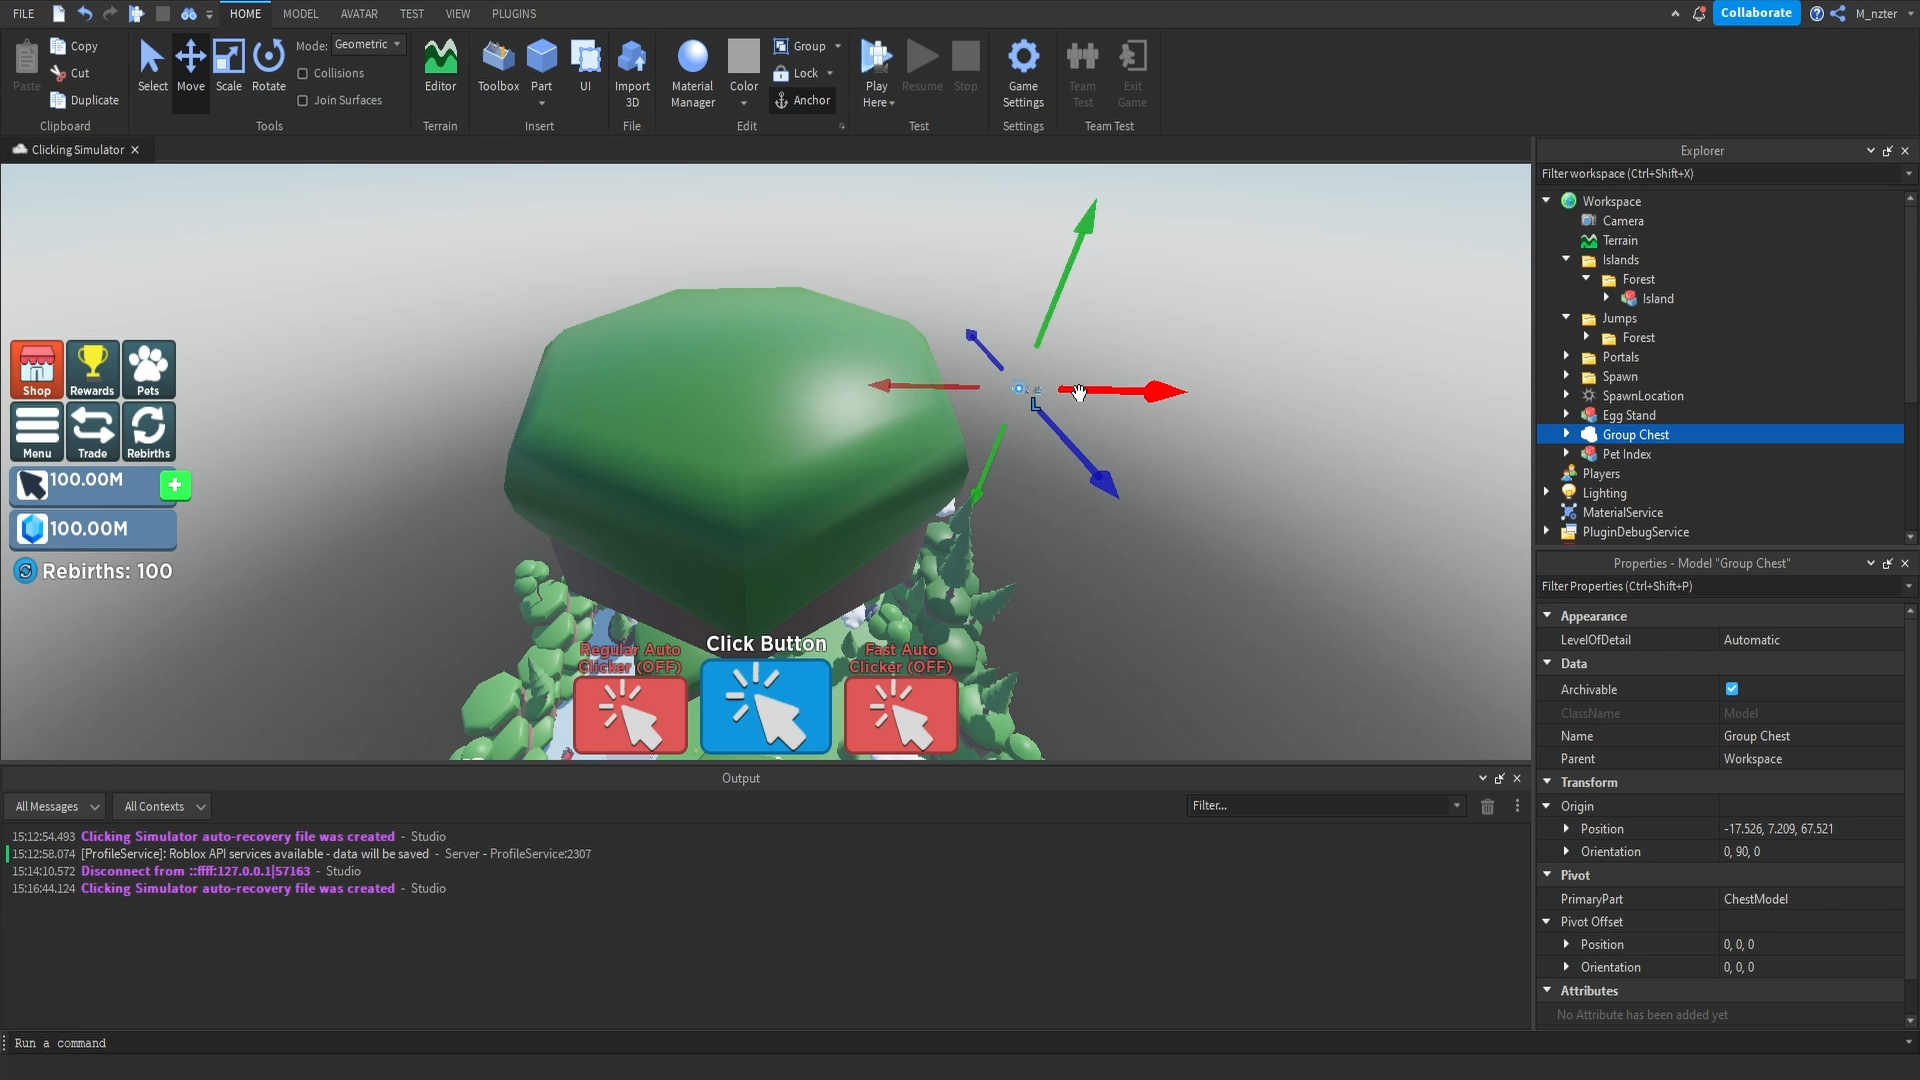 FILE
HOME
MODEL
AVATAR
TEST
VIEW
PLUGINS
Collaborate
M_nzter
Paste
Copy
Cut
Duplicate
Clipboard
Select
Move
Scale
Rotate
Mode: Geometric
Collisions
Join Surfaces
Tools
Editor
Terrain
Toolbox
Part
UI
Insert
Import 3D
File
Material Manager
Color
Group
Lock
Anchor
Edit
Play Here
Resume
Stop
Test
Game Settings
Settings
Team Test
Exit Game
Team Test
Clicking Simulator
Shop
Rewards
Pets
Menu
Trade
Rebirths
100.00M
100.00M
Rebirths: 100
Regular Auto
Clicker (OFF)
Click Button
Fast Auto
Clicker (OFF)
Explorer
Filter workspace (Ctrl+Shift+X)
Workspace
Camera
Terrain
Islands
Forest
Island
Jumps
Forest
Portals
Spawn
SpawnLocation
Egg Stand
Group Chest
Pet Index
Players
Lighting
MaterialService
PluginDebugService
Properties - Model "Group Chest"
Filter Properties (Ctrl+Shift+P)
Appearance
LevelOfDetail Automatic
Data
Archivable
ClassName Model
Name Group Chest
Parent Workspace
Transform
Origin
Position -17.526, 7.209, 67.521
Orientation 0, 90, 0
Pivot
PrimaryPart ChestModel
Pivot Offset
Position 0, 0, 0
Orientation 0, 0, 0
Attributes
No Attribute has been added yet
Output
All Messages
All Contexts
Filter...
15:12:54.493 Clicking Simulator auto-recovery file was created - Studio
15:12:58.074 [ProfileService]: Roblox API services available - data will be saved - Server - ProfileService:2307
15:14:10.572 Disconnect from ::ffff:127.0.0.1|57163 - Studio
15:16:44.124 Clicking Simulator auto-recovery file was created - Studio
Run a command